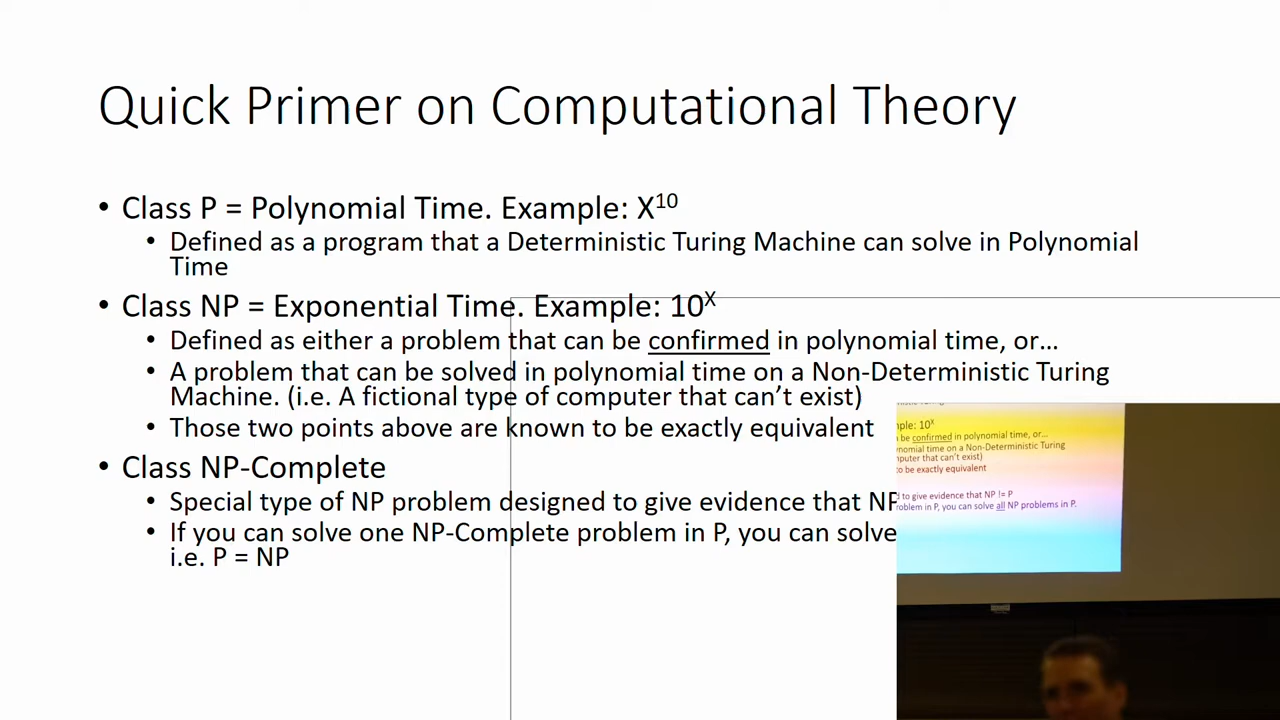 Quick Primer on Computational Theory
• Class P = Polynomial Time. Example: X¹⁰
• Defined as a program that a Deterministic Turing Machine can solve in Polynomial
Time
• Class NP = Exponential Time. Example: 10ˣ
• Defined as either a problem that can be confirmed in polynomial time, or…
• A problem that can be solved in polynomial time on a Non-Deterministic Turing
Machine. (i.e. A fictional type of computer that can't exist)
• Those two points above are known to be exactly equivalent
• Class NP-Complete
• Special type of NP problem designed to give evidence that NP
• If you can solve one NP-Complete problem in P, you can solve
i.e. P = NP
ple: 10ˣ
be confirmed in polynomial time, or…
nomial time on a Non-Deterministic Turing
puter that can't exist)
o be exactly equivalent
d to give evidence that NP != P
roblem in P, you can solve all NP problems in P.